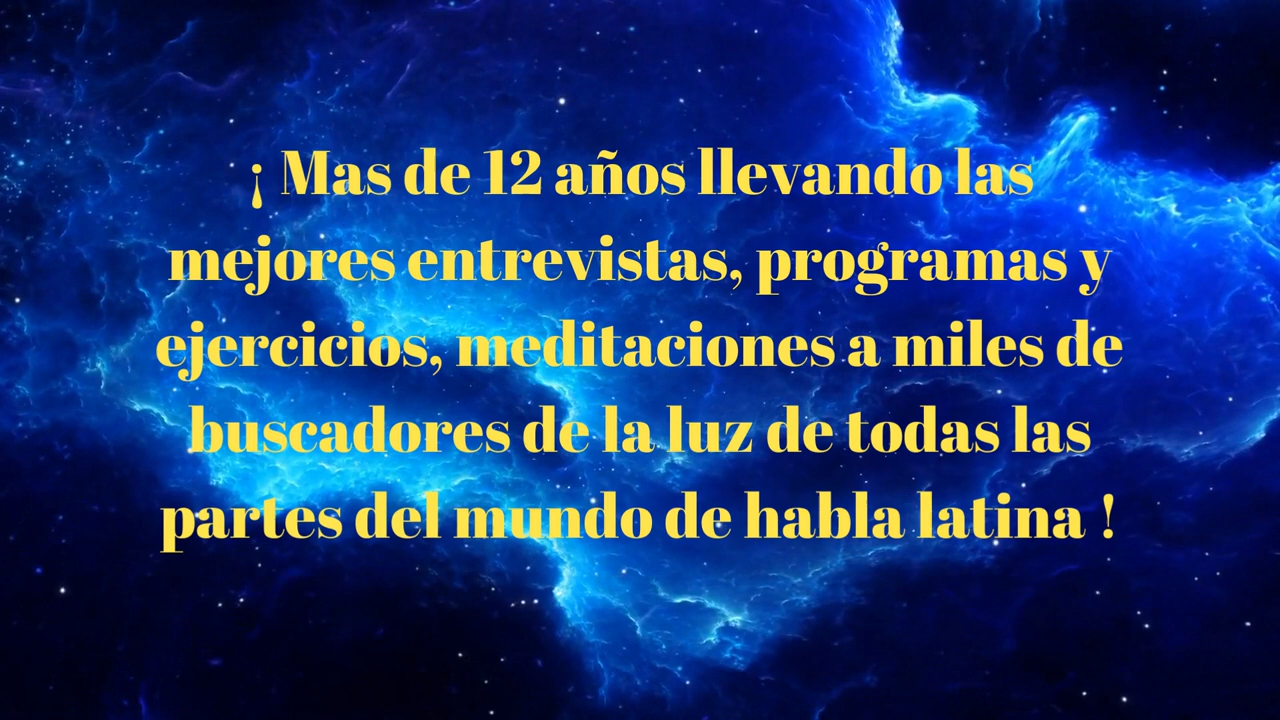 ¡ Mas de 12 años llevando las
mejores entrevistas, programas y
ejercicios, meditaciones a miles de
buscadores de la luz de todas las
partes del mundo de habla latina !